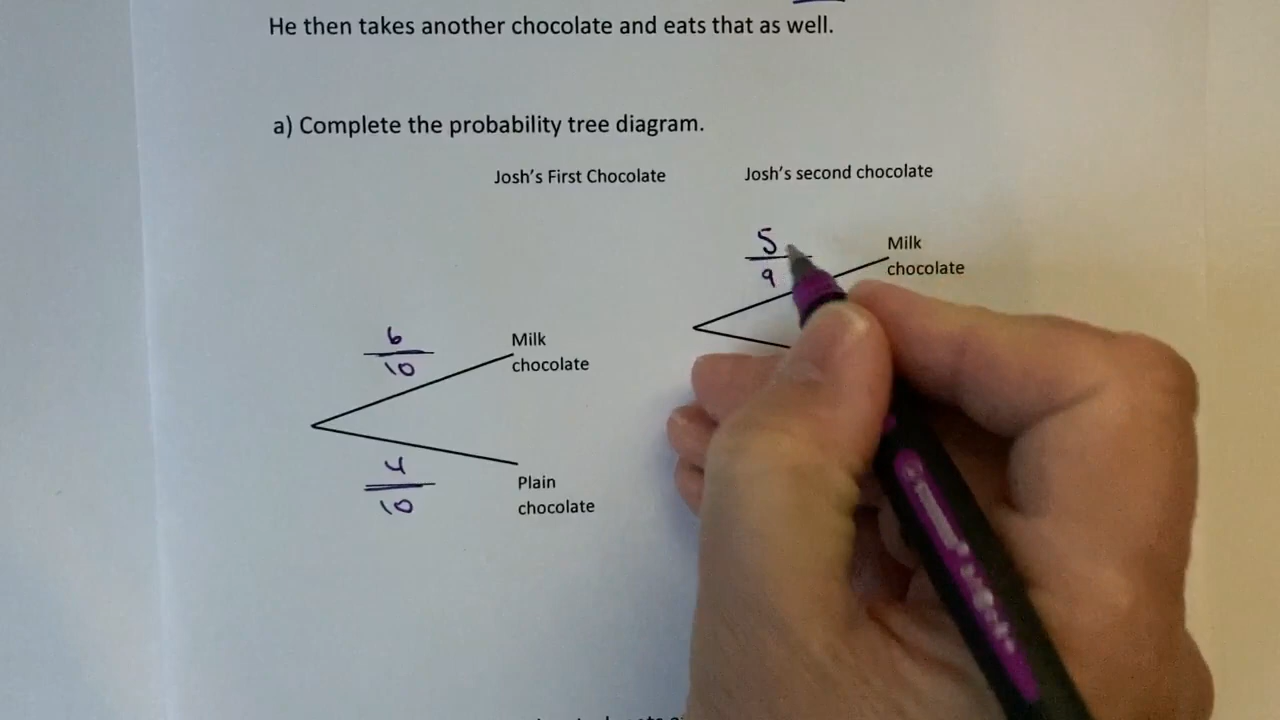 He then takes another chocolate and eats that as well.
a) Complete the probability tree diagram.
Josh's First Chocolate
Josh's second chocolate
5
9
Milk
chocolate
6
10
Milk
chocolate
4
10
Plain
chocolate